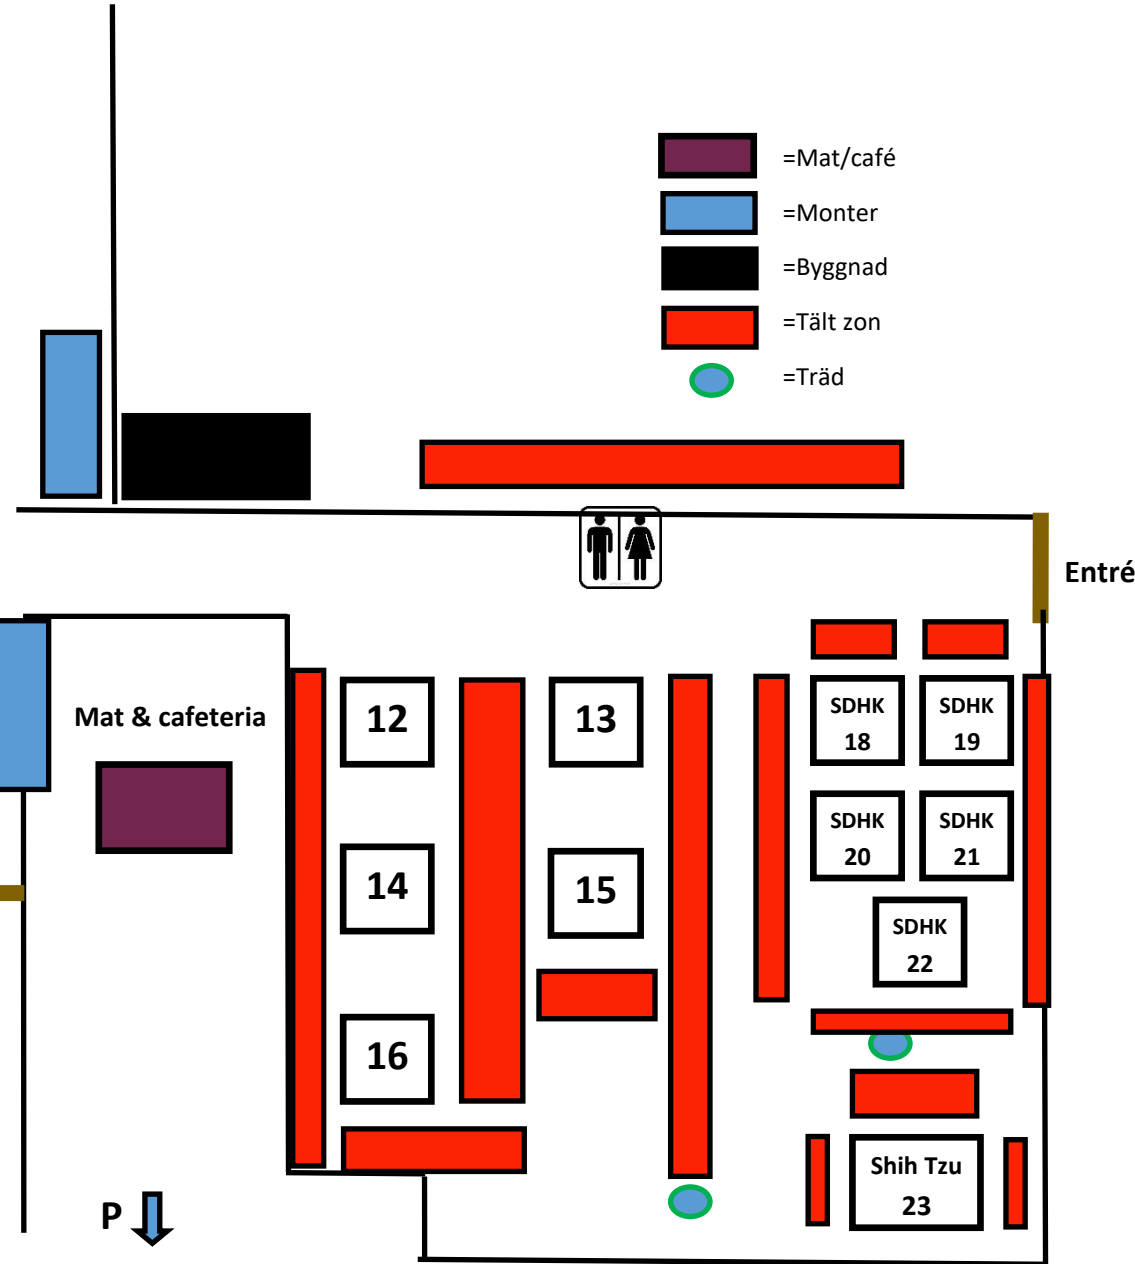 =Mat/café
=Monter
=Byggnad
=Tält zon
=Träd
Entré
Mat & cafeteria
12
13
SDHK
18
SDHK
19
14
15
SDHK
20
SDHK
21
SDHK
22
16
Shih Tzu
23
P